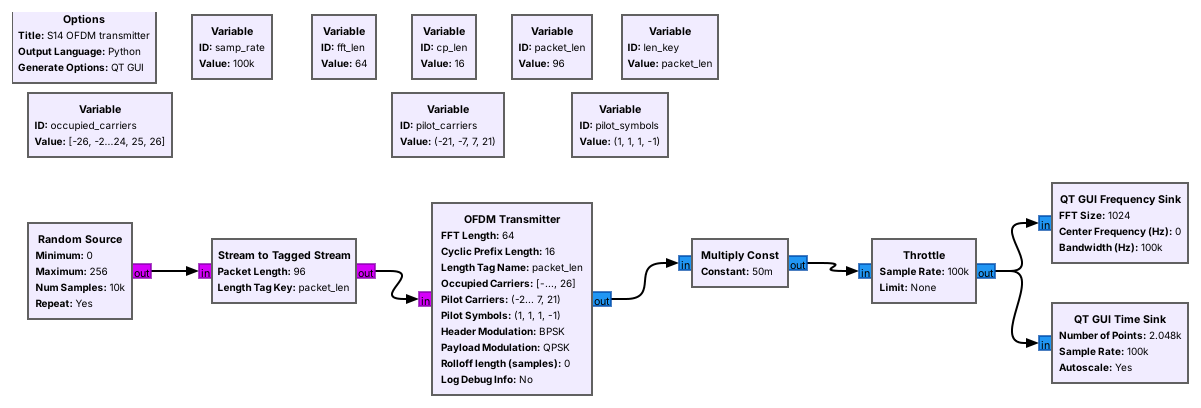 Options
Title: S14 OFDM transmitter
Output Language: Python
Generate Options: QT GUI
Variable
ID: samp_rate
Value: 100k
Variable
ID: fft_len
Value: 64
Variable
ID: cp_len
Value: 16
Variable
ID: packet_len
Value: 96
Variable
ID: len_key
Value: packet_len
Variable
ID: occupied_carriers
Value: [-26, -2...24, 25, 26]
Variable
ID: pilot_carriers
Value: (-21, -7, 7, 21)
Variable
ID: pilot_symbols
Value: (1, 1, 1, -1)
Random Source
Minimum: 0
Maximum: 256
Num Samples: 10k
Repeat: Yes
out
in
Stream to Tagged Stream
Packet Length: 96
Length Tag Key: packet_len
out
in
OFDM Transmitter
FFT Length: 64
Cyclic Prefix Length: 16
Length Tag Name: packet_len
Occupied Carriers: [-..., 26]
Pilot Carriers: (-2... 7, 21)
Pilot Symbols: (1, 1, 1, -1)
Header Modulation: BPSK
Payload Modulation: QPSK
Rolloff length (samples): 0
Log Debug Info: No
out
in
Multiply Const
Constant: 50m
out
in
Throttle
Sample Rate: 100k
Limit: None
out
in
QT GUI Frequency Sink
FFT Size: 1024
Center Frequency (Hz): 0
Bandwidth (Hz): 100k
in
QT GUI Time Sink
Number of Points: 2.048k
Sample Rate: 100k
Autoscale: Yes